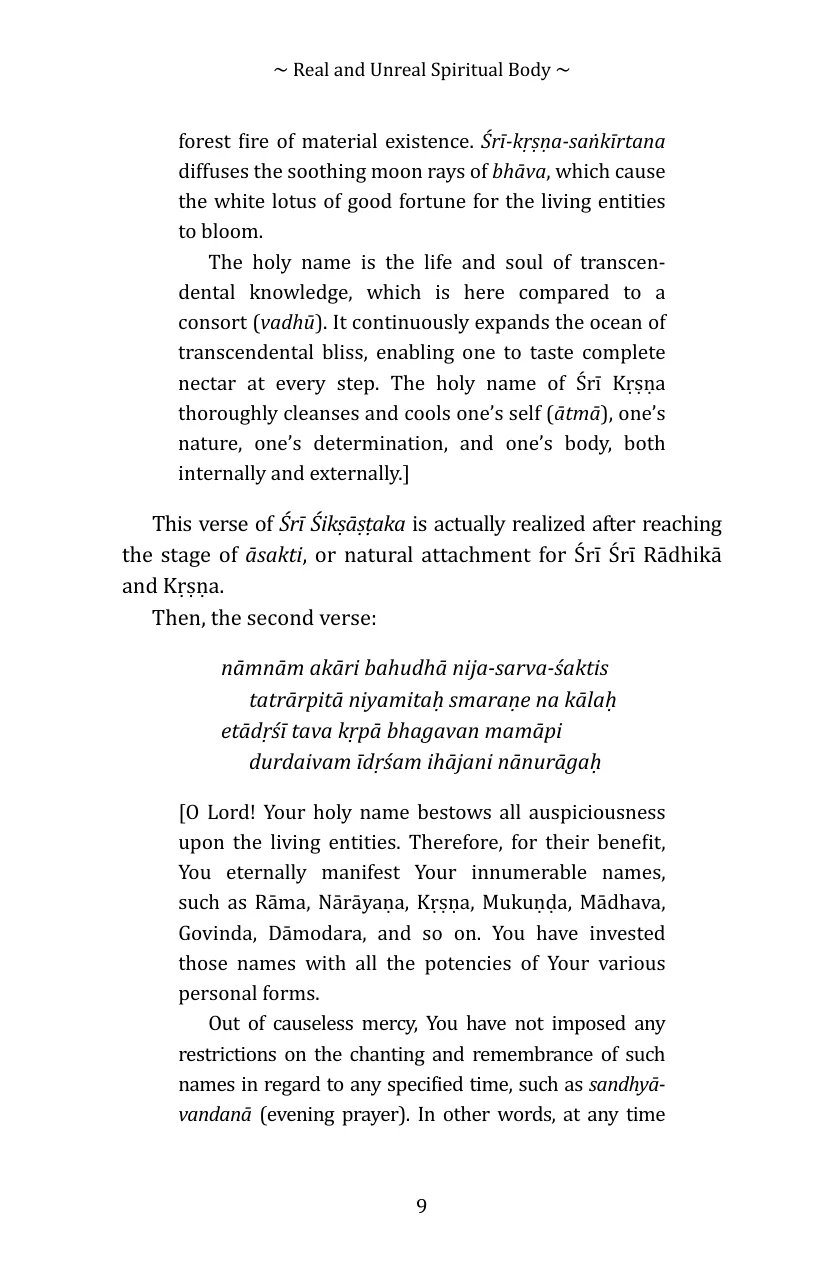 ~ Real and Unreal Spiritual Body ~
forest fire of material existence. Śrī-kṛṣṇa-saṅkīrtana
diffuses the soothing moon rays of bhāva, which cause
the white lotus of good fortune for the living entities
to bloom.
The holy name is the life and soul of transcen-
dental knowledge, which is here compared to a
consort (vadhū). It continuously expands the ocean of
transcendental bliss, enabling one to taste complete
nectar at every step. The holy name of Śrī Kṛṣṇa
thoroughly cleanses and cools one’s self (ātmā), one’s
nature, one’s determination, and one’s body, both
internally and externally.]
This verse of Śrī Śikṣāṣṭaka is actually realized after reaching
the stage of āsakti, or natural attachment for Śrī Śrī Rādhikā
and Kṛṣṇa.
Then, the second verse:
nāmnām akāri bahudhā nija-sarva-śaktis
tatrārpitā niyamitaḥ smaraṇe na kālaḥ
etādṛśī tava kṛpā bhagavan mamāpi
durdaivam īdṛśam ihājani nānurāgaḥ
[O Lord! Your holy name bestows all auspiciousness
upon the living entities. Therefore, for their benefit,
You eternally manifest Your innumerable names,
such as Rāma, Nārāyaṇa, Kṛṣṇa, Mukuṇḍa, Mādhava,
Govinda, Dāmodara, and so on. You have invested
those names with all the potencies of Your various
personal forms.
Out of causeless mercy, You have not imposed any
restrictions on the chanting and remembrance of such
names in regard to any specified time, such as sandhyā-
vandanā (evening prayer). In other words, at any time
9